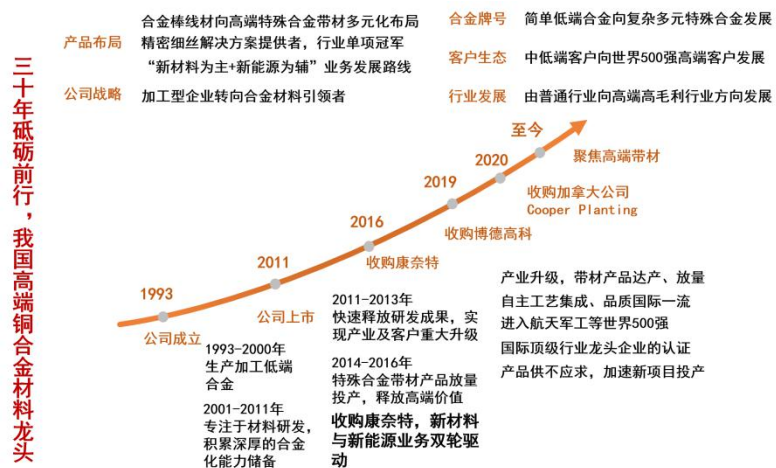 三十年砥砺前行，我国高端铜合金材料龙头
产品布局
合金棒线材向高端特殊合金带材多元化布局
精密细丝解决方案提供者，行业单项冠军
“新材料为主+新能源为辅”业务发展路线
公司战略
加工型企业转向合金材料引领者
合金牌号
简单低端合金向复杂多元特殊合金发展
客户生态
中低端客户向世界500强高端客户发展
行业发展
由普通行业向高端高毛利行业方向发展
1993
公司成立
2011
公司上市
2016
收购康奈特
2019
收购博德高科
2020
收购加拿大公司
Cooper Planting
至今
聚焦高端带材
1993-2000年
生产加工低端
合金
2001-2011年
专注于材料研发，
积累深厚的合金
化能力储备
2011-2013年
快速释放研发成果，实
现产业及客户重大升级
2014-2016年
特殊合金带材产品放量
投产，释放高端价值
收购康奈特，新材料
与新能源业务双轮驱
动
产业升级，带材产品达产、放量
自主工艺集成、品质国际一流
进入航天军工等世界500强
国际顶级行业龙头企业的认证
产品供不应求，加速新项目投产